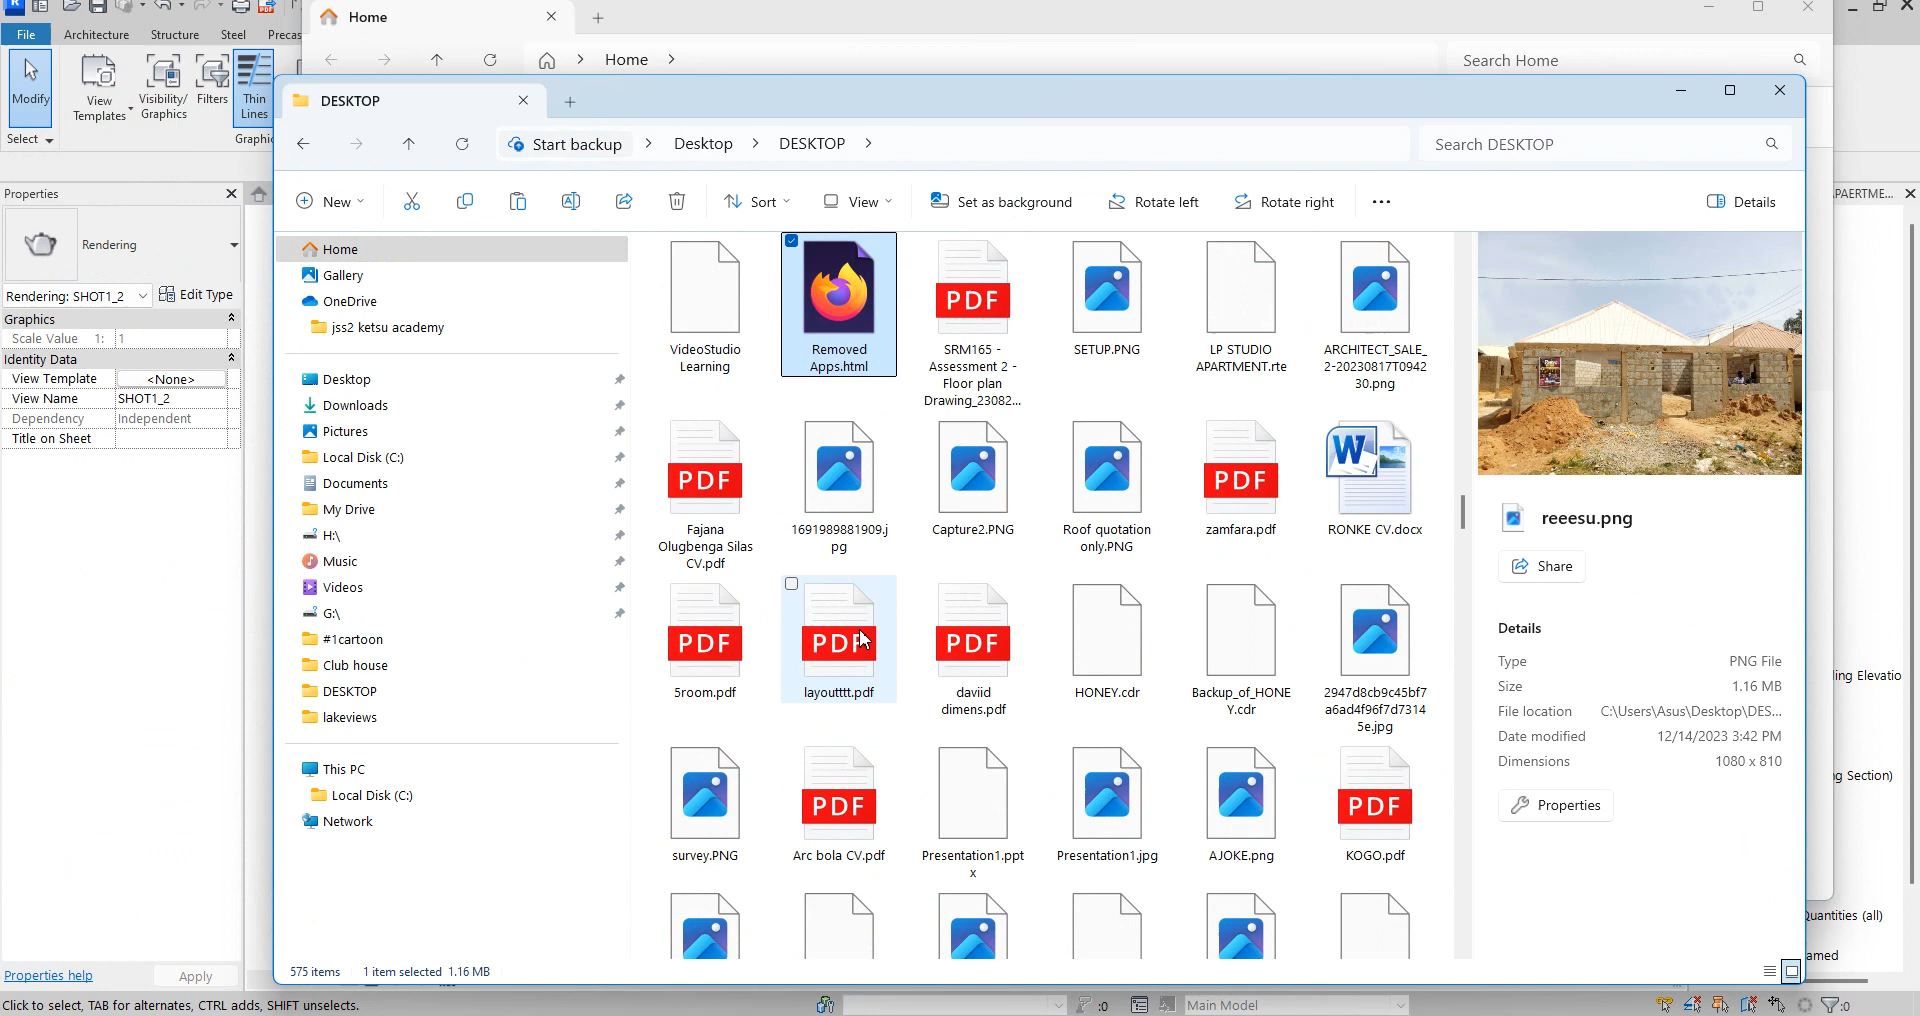 Home
File
Architecture
Structure
Steel
Precas
Home
Search Home
Modify
View
Templates
Visibility/
Graphics
Filters
Thin
Lines
Select
Graphic
DESKTOP
Start backup
Desktop
DESKTOP
Search DESKTOP
New
Sort
View
Set as background
Rotate left
Rotate right
Details
Properties
Rendering
Rendering: SHOT1_2
Edit Type
Graphics
Scale Value 1:
1
Identity Data
View Template
<None>
View Name
SHOT1_2
Dependency
Independent
Title on Sheet
Properties help
Apply
PAERTME...
Home
Gallery
OneDrive
jss2 ketsu academy
Desktop
Downloads
Pictures
Local Disk (C:)
Documents
My Drive
H:\
Music
Videos
G:\
#1cartoon
Club house
DESKTOP
lakeviews
This PC
Local Disk (C:)
Network
VideoStudio
Learning
Removed
Apps.html
PDF
SRM165 -
Assessment 2 -
Floor plan
Drawing_23082...
SETUP.PNG
LP STUDIO
APARTMENT.rte
ARCHITECT_SALE_
2-20230817T0942
30.png
PDF
Fajana
Olugbenga Silas
CV.pdf
1691989881909.j
pg
Capture2.PNG
Roof quotation
only.PNG
PDF
zamfara.pdf
W
RONKE CV.docx
PDF
5room.pdf
PDF
layoutttt.pdf
PDF
daviid
dimens.pdf
HONEY.cdr
Backup_of_HONE
Y.cdr
2947d8cb9c45bf7
a6ad4f96f7d7314
5e.jpg
survey.PNG
PDF
Arc bola CV.pdf
Presentation1.ppt
x
Presentation1.jpg
AJOKE.png
PDF
KOGO.pdf
reeesu.png
Share
Details
Type
PNG File
Size
1.16 MB
File location
C:\Users\Asus\Desktop\DES...
Date modified
12/14/2023 3:42 PM
Dimensions
1080 x 810
Properties
ing Elevatio
g Section)
Quantities (all)
amed
575 items
1 item selected 1.16 MB
Click to select, TAB for alternates, CTRL adds, SHIFT unselects.
:0
Main Model
:0